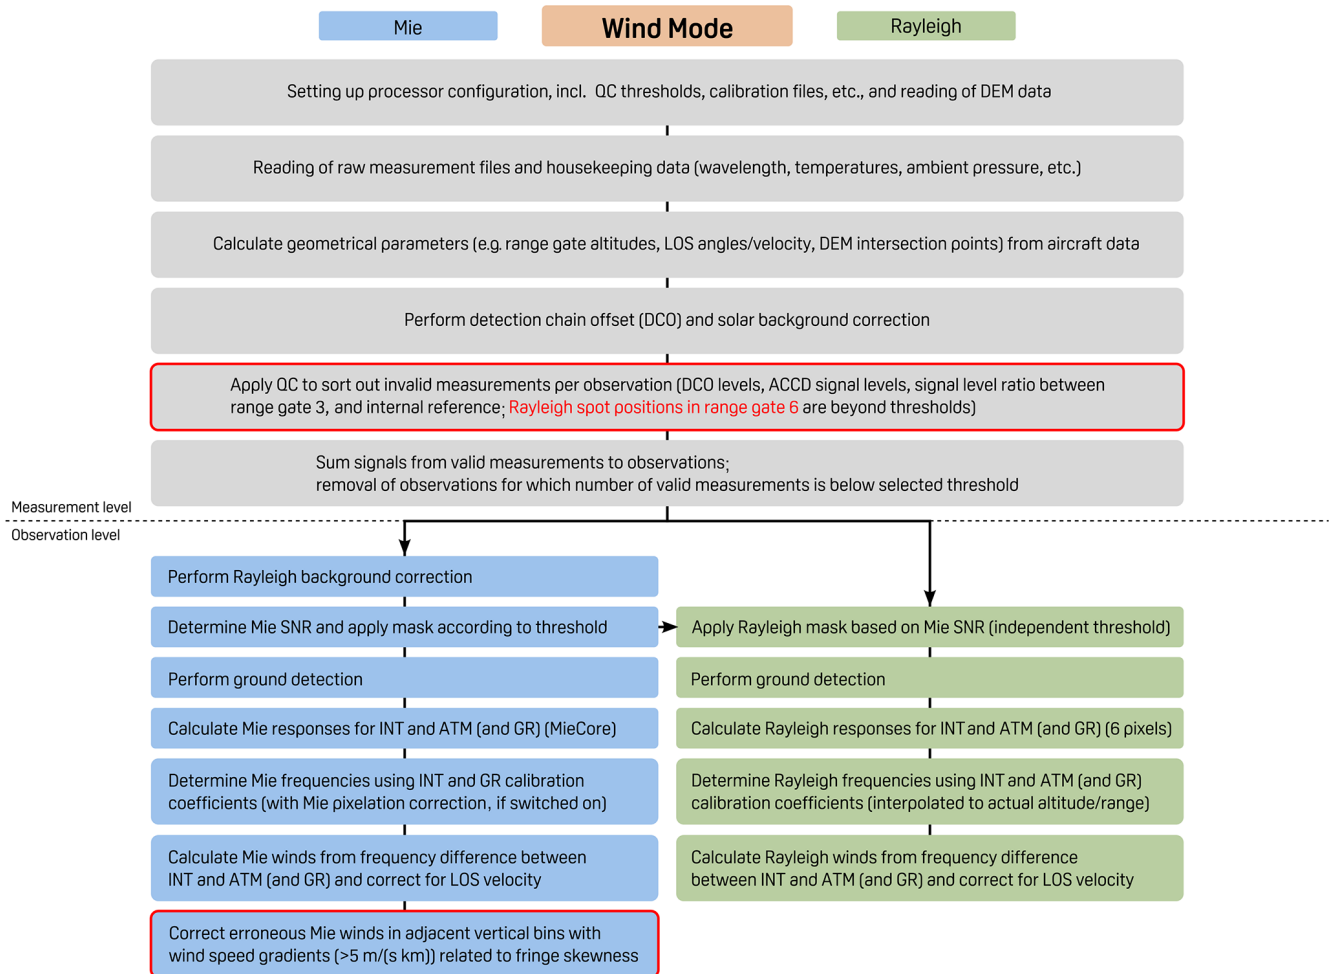 Mie
Wind Mode
Rayleigh
Setting up processor configuration, incl. QC thresholds, calibration files, etc., and reading of DEM data
Reading of raw measurement files and housekeeping data (wavelength, temperatures, ambient pressure, etc.)
Calculate geometrical parameters (e.g. range gate altitudes, LOS angles/velocity, DEM intersection points) from aircraft data
Perform detection chain offset (DCO) and solar background correction
Apply QC to sort out invalid measurements per observation (DCO levels, ACCD signal levels, signal level ratio between
range gate 3, and internal reference; Rayleigh spot positions in range gate 6 are beyond thresholds)
Sum signals from valid measurements to observations;
removal of observations for which number of valid measurements is below selected threshold
Measurement level
Observation level
Perform Rayleigh background correction
Determine Mie SNR and apply mask according to threshold
Perform ground detection
Calculate Mie responses for INT and ATM (and GR) (MieCore)
Determine Mie frequencies using INT and GR calibration
coefficients (with Mie pixelation correction, if switched on)
Calculate Mie winds from frequency difference between
INT and ATM (and GR) and correct for LOS velocity
Correct erroneous Mie winds in adjacent vertical bins with
wind speed gradients (>5 m/(s km)) related to fringe skewness
Apply Rayleigh mask based on Mie SNR (independent threshold)
Perform ground detection
Calculate Rayleigh responses for INT and ATM (and GR) (6 pixels)
Determine Rayleigh frequencies using INT and ATM (and GR)
calibration coefficients (interpolated to actual altitude/range)
Calculate Rayleigh winds from frequency difference
between INT and ATM (and GR) and correct for LOS velocity